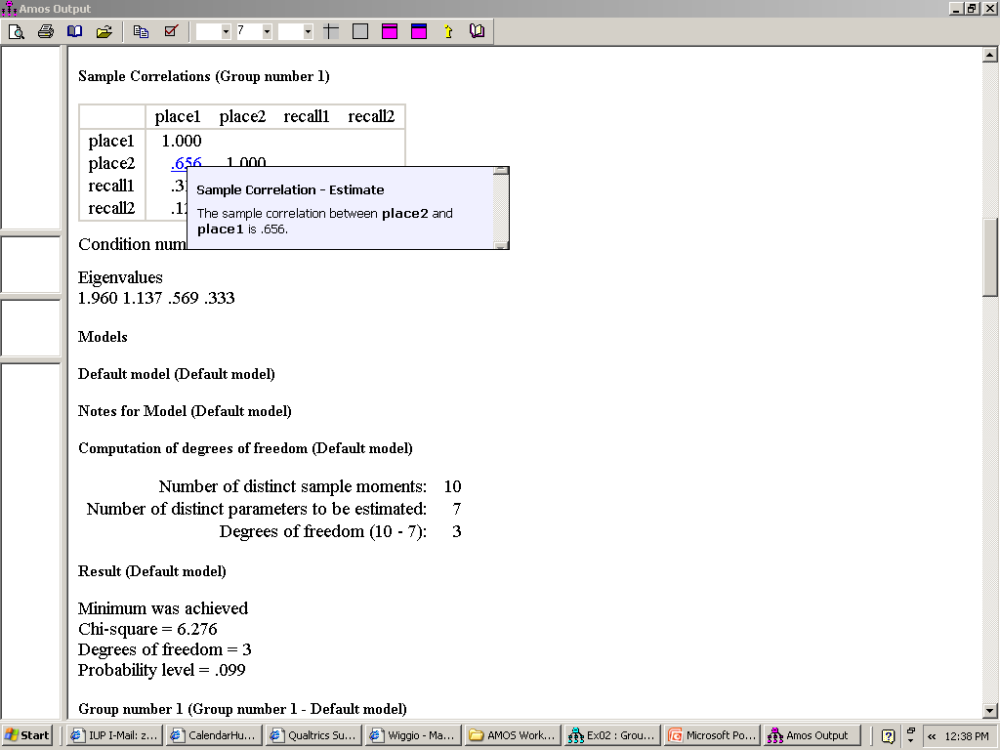 Amos Output
7
Sample Correlations (Group number 1)
place1 place2 recall1 recall2
place1 1.000
place2 .656 1.000
recall1
recall2
Sample Correlation - Estimate
The sample correlation between place2 and
place1 is .656.
Condition
Eigenvalues
1.960 1.137 .569 .333
Models
Default model (Default model)
Notes for Model (Default model)
Computation of degrees of freedom (Default model)
Number of distinct sample moments: 10
Number of distinct parameters to be estimated: 7
Degrees of freedom (10 - 7): 3
Result (Default model)
Minimum was achieved
Chi-square = 6.276
Degrees of freedom = 3
Probability level = .099
Group number 1 (Group number 1 - Default model)
Start IUP I-Mail: z... CalendarHu... Qualtrics Su... Wiggio - Ma... AMOS Work... Ex02 : Grou... Microsoft Po... Amos Output « 12:38 PM